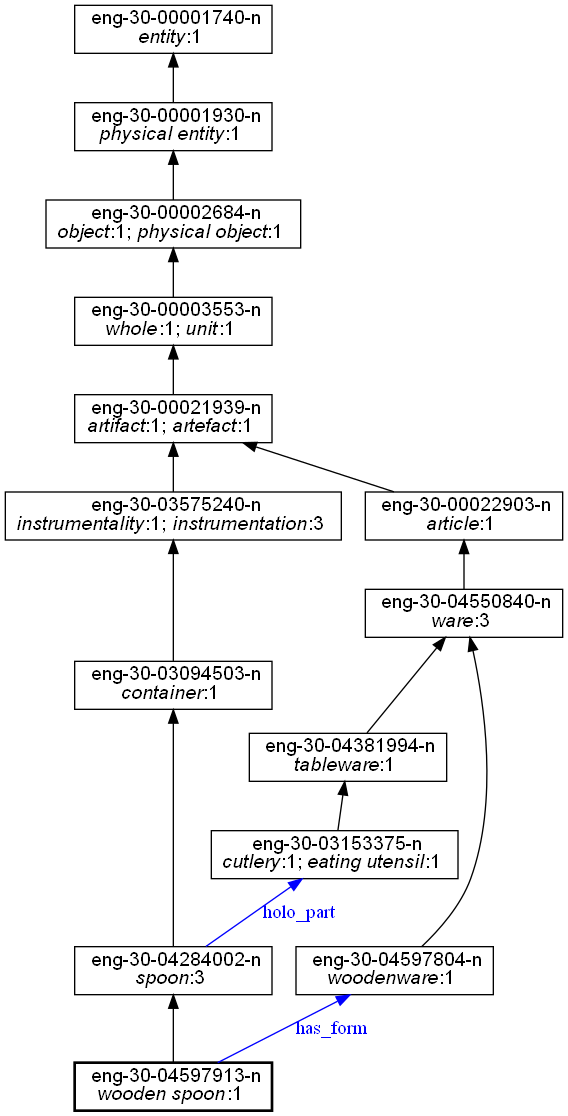 eng-30-00001740-n
entity:1
eng-30-00001930-n
physical entity:1
eng-30-00002684-n
object:1; physical object:1
eng-30-00003553-n
whole:1; unit:1
eng-30-00021939-n
artifact:1; artefact:1
eng-30-03575240-n
instrumentality:1; instrumentation:3
eng-30-00022903-n
article:1
eng-30-04550840-n
ware:3
eng-30-03094503-n
container:1
eng-30-04381994-n
tableware:1
eng-30-03153375-n
cutlery:1; eating utensil:1
holo_part
eng-30-04284002-n
spoon:3
eng-30-04597804-n
woodenware:1
has_form
eng-30-04597913-n
wooden spoon:1